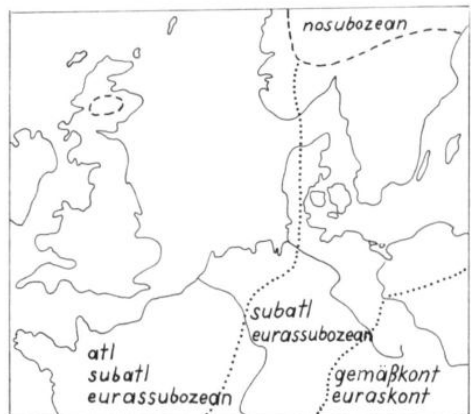 nosubozean
subatl
eurassubozean
atl
subatl
eurassubozean
gemäßkont
euraskont